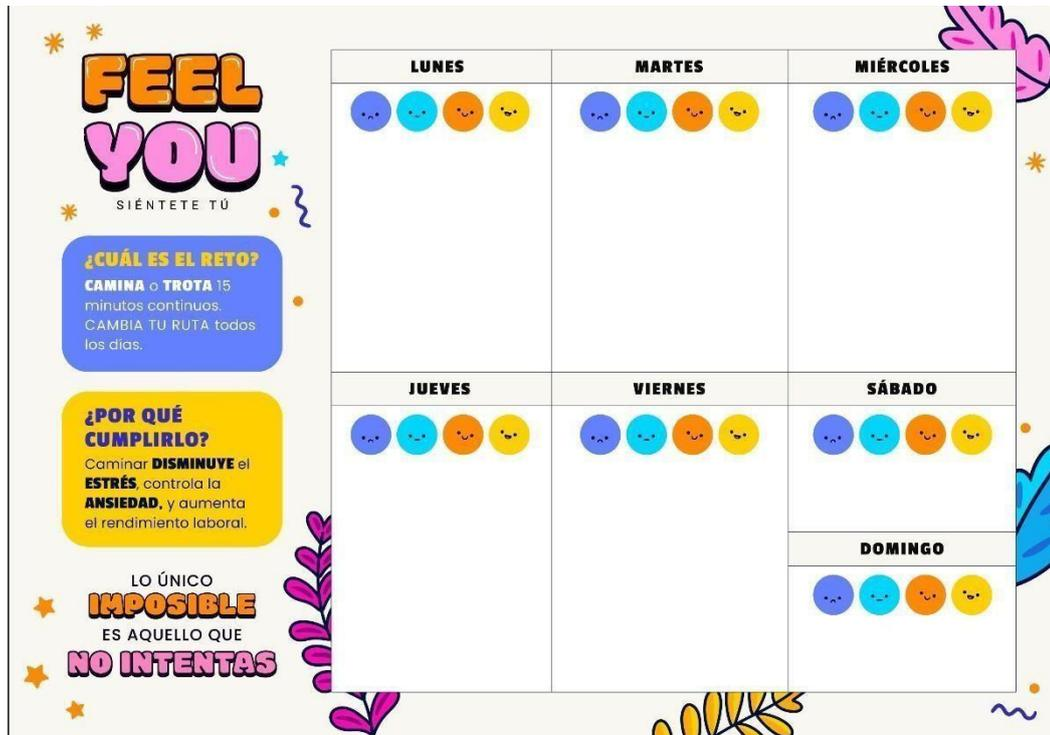 FEEL
YOU
SIÉNTETE TÚ
¿CUÁL ES EL RETO?
CAMINA o TROTA 15
minutos continuos.
CAMBIA TU RUTA todos
los días.
¿POR QUÉ
CUMPLIRLO?
Caminar DISMINUYE el
ESTRÉS, controla la
ANSIEDAD, y aumenta
el rendimiento laboral.
LO ÚNICO
IMPOSIBLE
ES AQUELLO QUE
NO INTENTAS
LUNES
MARTES
MIÉRCOLES
JUEVES
VIERNES
SÁBADO
DOMINGO